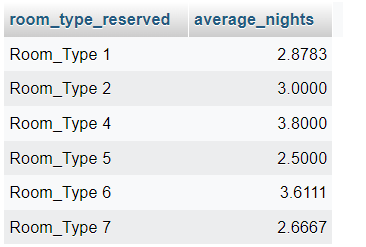 room_type_reserved average_nights
Room_Type 1 2.8783
Room_Type 2 3.0000
Room_Type 4 3.8000
Room_Type 5 2.5000
Room_Type 6 3.6111
Room_Type 7 2.6667